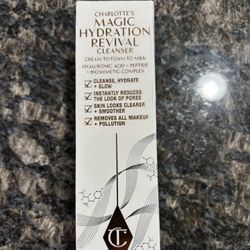 CHARLOTTE'S
MAGIC
HYDRATION
REVIVAL
CLEANSER
CREAM TO FOAM TO MILK
HYALURONIC ACID + PEPTIDE
+ BIOMIMETIC COMPLEX
CLEANSE, HYDRATE
+ GLOW
INSTANTLY REDUCES
THE LOOK OF PORES
SKIN LOOKS CLEARER
+ SMOOTHER
REMOVES ALL MAKEUP
+ POLLUTION
CT